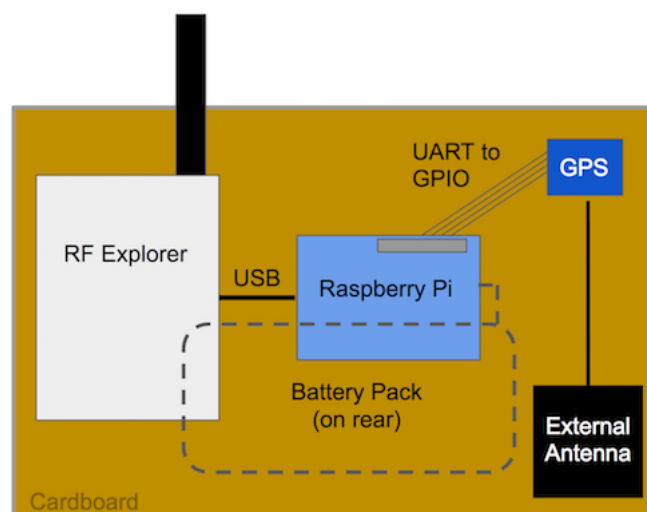 UART to
GPIO
GPS
RF Explorer
USB
Raspberry Pi
Battery Pack
(on rear)
External
Antenna
Cardboard